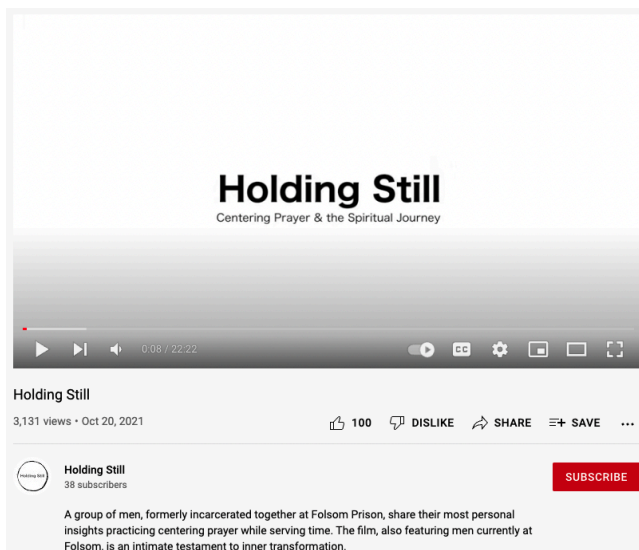 Holding Still
Centering Prayer & the Spiritual Journey
0:08 / 22:22
CC
Holding Still
3,131 views • Oct 20, 2021
100 DISLIKE SHARE SAVE ...
Holding Still
Holding Still
38 subscribers
SUBSCRIBE
A group of men, formerly incarcerated together at Folsom Prison, share their most personal
insights practicing centering prayer while serving time. The film, also featuring men currently at
Folsom, is an intimate testament to inner transformation.